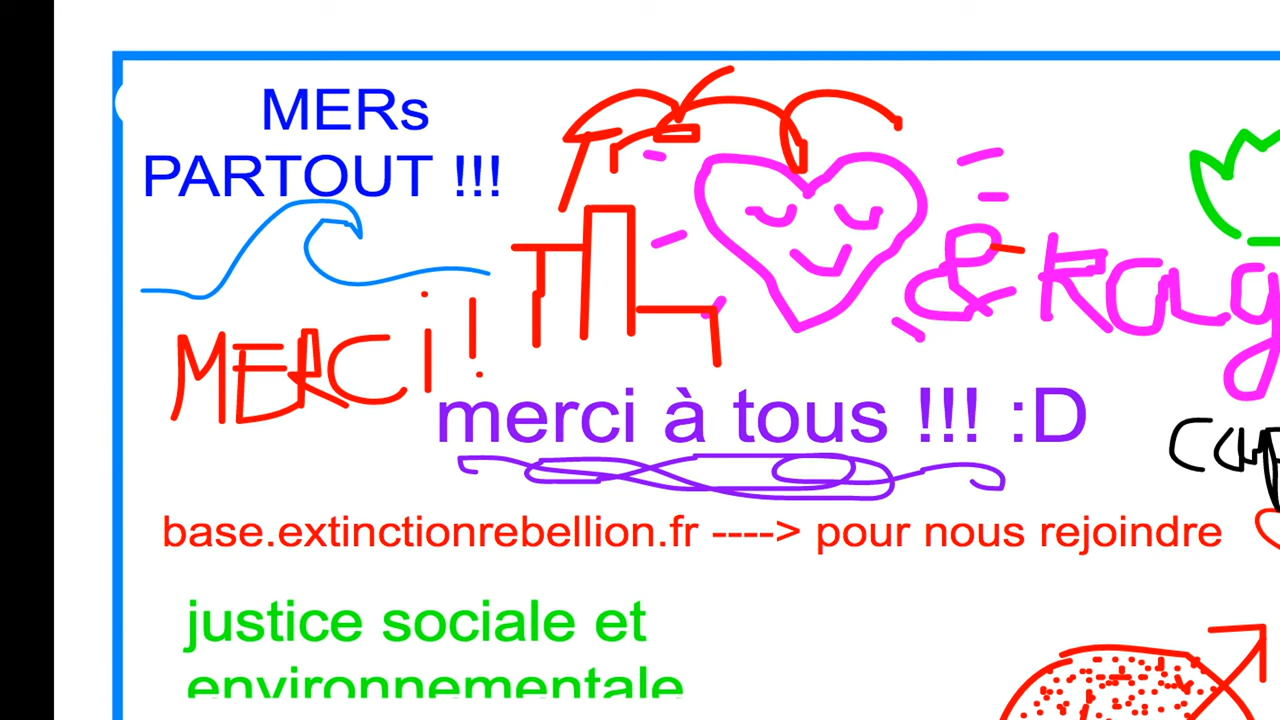 MERs
PARTOUT !!!
MERCI !
merci à tous !!! :D
&
base.extinctionrebellion.fr ----> pour nous rejoindre
justice sociale et
environnementale